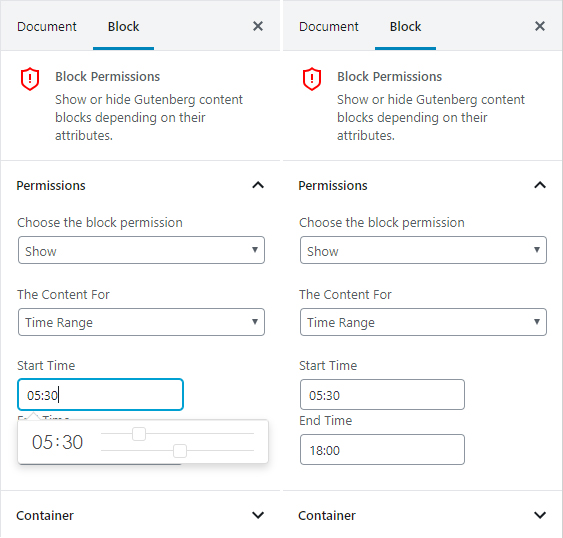 Document Block ×
Block Permissions
Show or hide Gutenberg content
blocks depending on their
attributes.
Permissions
Choose the block permission
Show
The Content For
Time Range
Start Time
05:30
End Time
05:30
Container
Document Block ×
Block Permissions
Show or hide Gutenberg content
blocks depending on their
attributes.
Permissions
Choose the block permission
Show
The Content For
Time Range
Start Time
05:30
End Time
18:00
Container